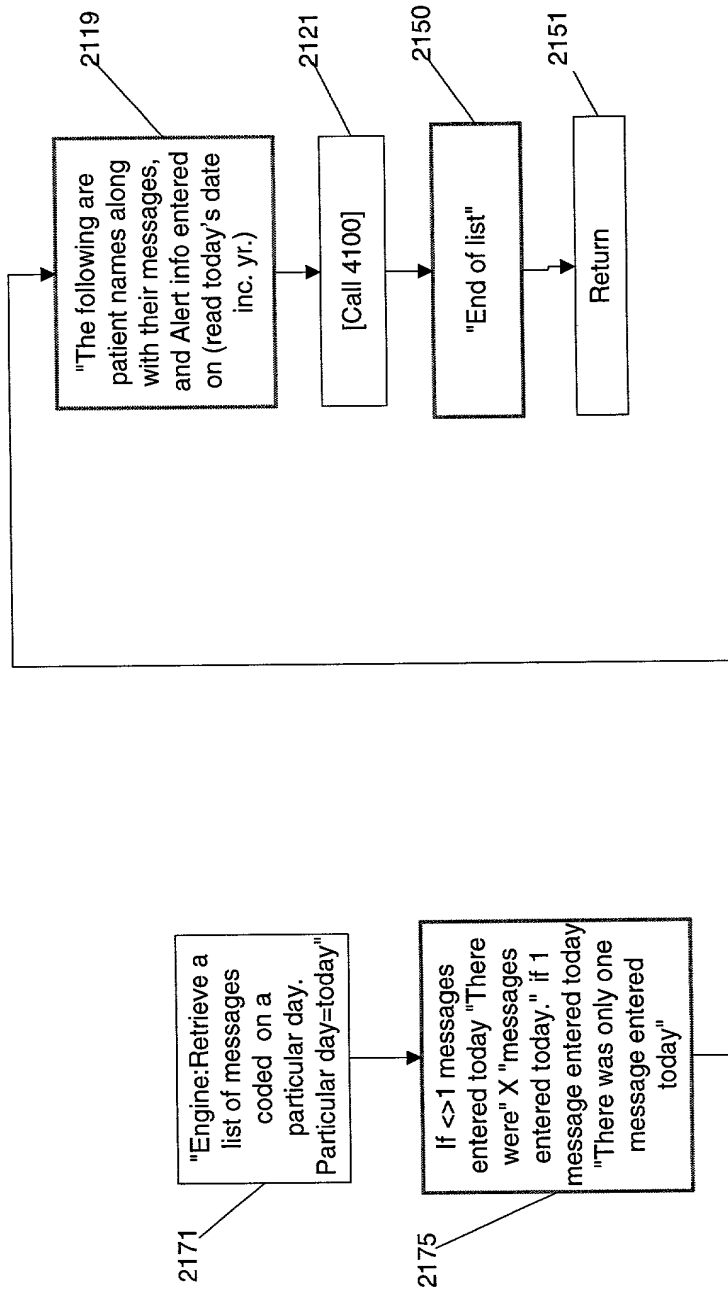 2171
"Engine:Retrieve a
list of messages
coded on a
particular day.
Particular day=today"
2175
If <>1 messages
entered today "There
were" X "messages
entered today." if 1
message entered today
"There was only one
message entered
today"
2119
"The following are
patient names along
with their messages,
and Alert info entered
on (read today's date
inc. yr.)
2121
[Call 4100]
2150
"End of list"
2151
Return